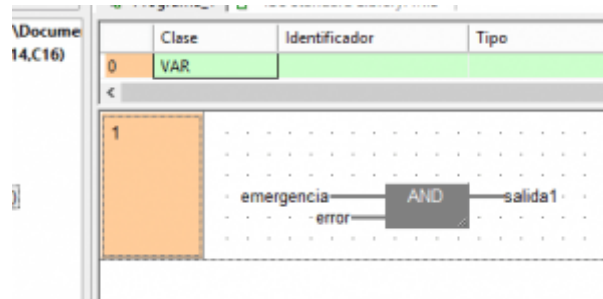 \Docume
14,C16)
Clase Identificador Tipo
0 VAR
1
emergencia AND salida1
error